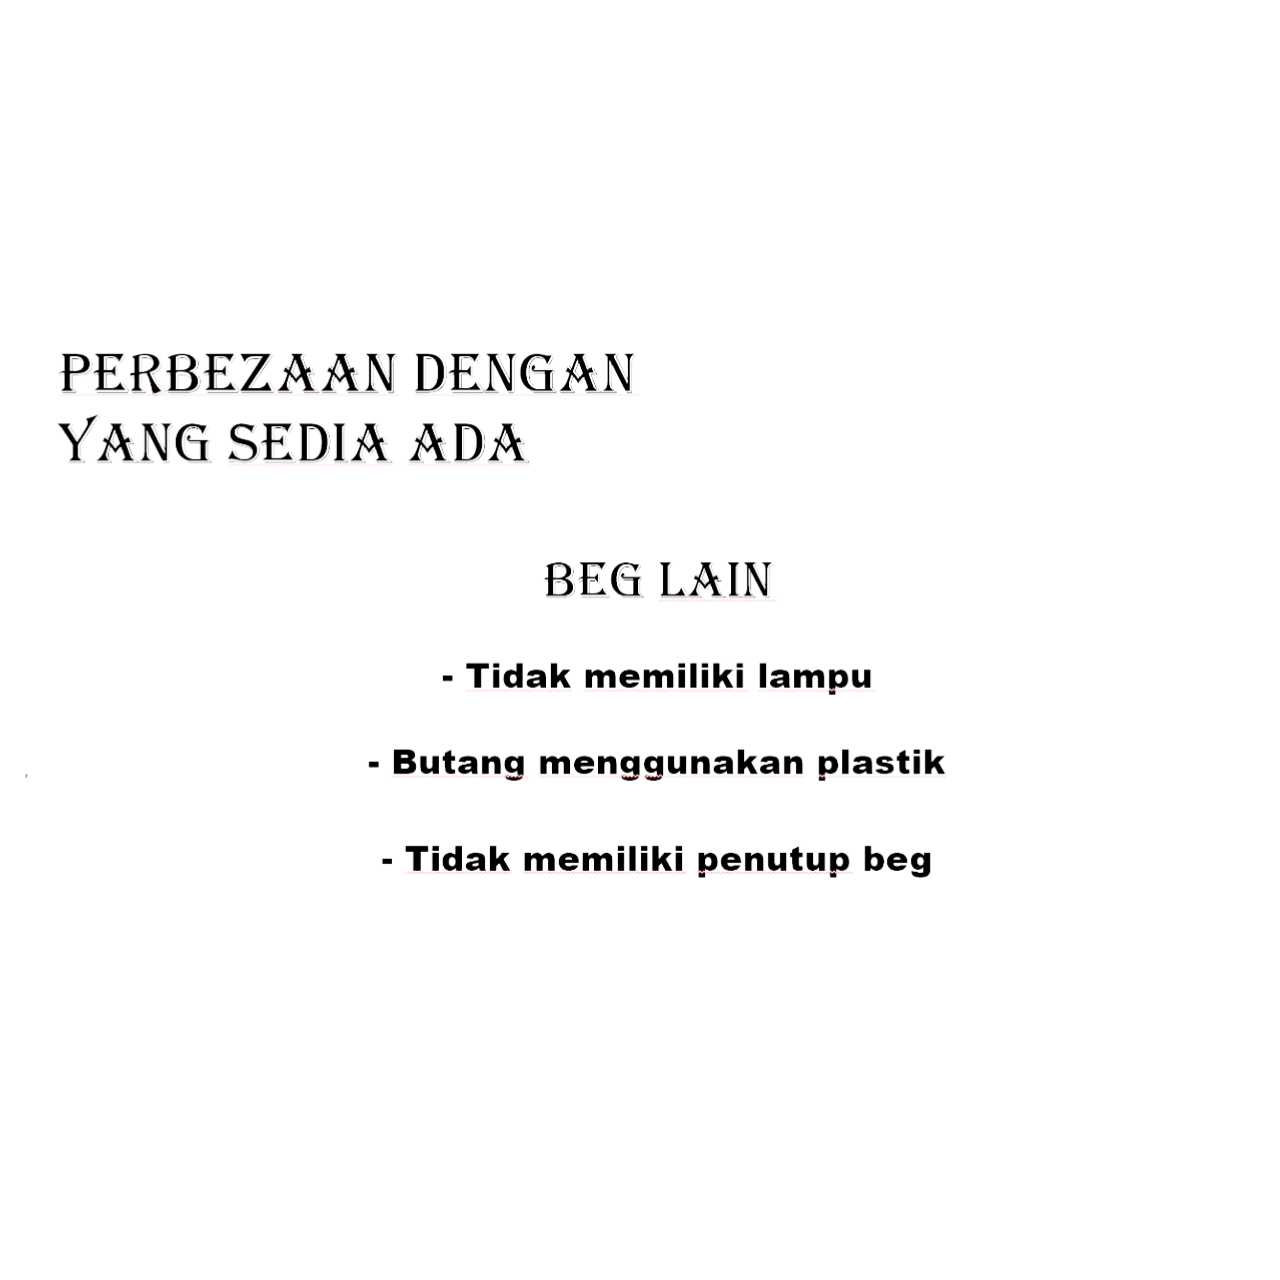 PERBEZAAN DENGAN
YANG SEDIA ADA
BEG LAIN
- Tidak memiliki lampu
- Butang menggunakan plastik
- Tidak memiliki penutup beg